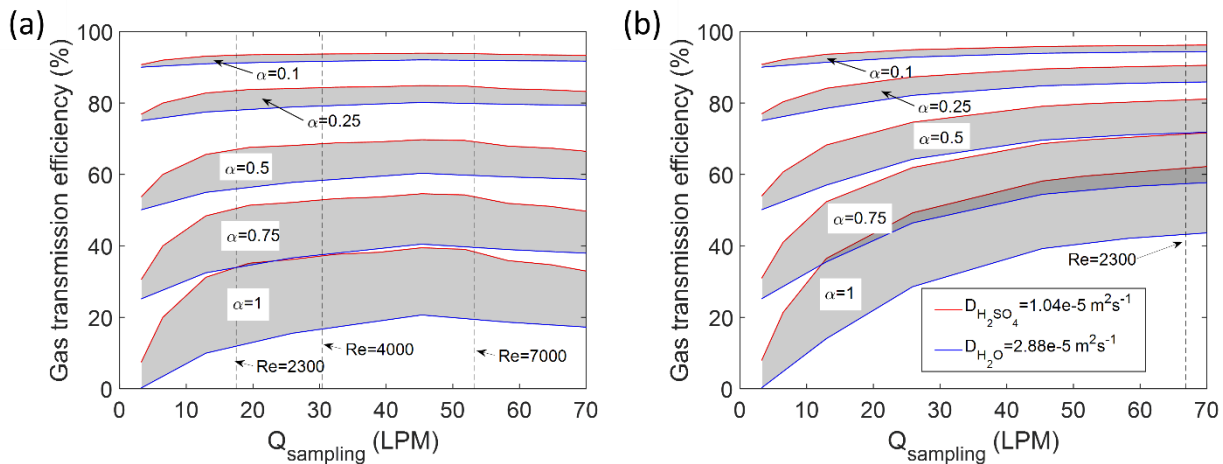 (a)
Gas transmission efficiency (%)
100
80
60
40
20
0
α=0.1
α=0.25
α=0.5
α=0.75
α=1
Re=2300
Re=4000
Re=7000
0 10 20 30 40 50 60 70
Q_sampling (LPM)
(b)
Gas transmission efficiency (%)
100
80
60
40
20
0
α=0.1
α=0.25
α=0.5
α=0.75
α=1
Re=2300
D_H₂SO₄=1.04e-5 m²s⁻¹
D_H₂O=2.88e-5 m²s⁻¹
0 10 20 30 40 50 60 70
Q_sampling (LPM)